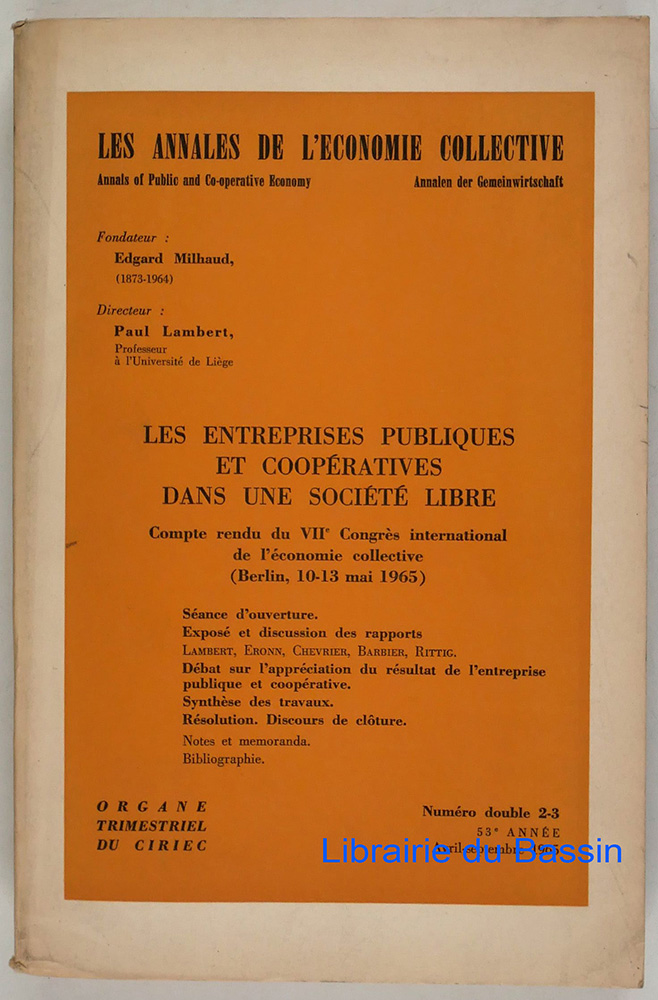 LES ANNALES DE L'ECONOMIE COLLECTIVE
Annals of Public and Co-operative Economy Annalen der Gemeinwirtschaft
Fondateur :
Edgard Milhaud,
(1873-1964)
Directeur :
Paul Lambert,
Professeur
à l'Université de Liège
LES ENTREPRISES PUBLIQUES
ET COOPÉRATIVES
DANS UNE SOCIÉTÉ LIBRE
Compte rendu du VIIe Congrès international
de l'économie collective
(Berlin, 10-13 mai 1965)
Séance d'ouverture.
Exposé et discussion des rapports
LAMBERT, ERONN, CHEVRIER, BARBIER, RITTIG.
Débat sur l'appréciation du résultat de l'entreprise
publique et coopérative.
Synthèse des travaux.
Résolution. Discours de clôture.
Notes et memoranda.
Bibliographie.
ORGANE
TRIMESTRIEL
DU CIRIEC
Numéro double 2-3
53e ANNÉE
Avril-septembre 1965
Librairie du Bassin